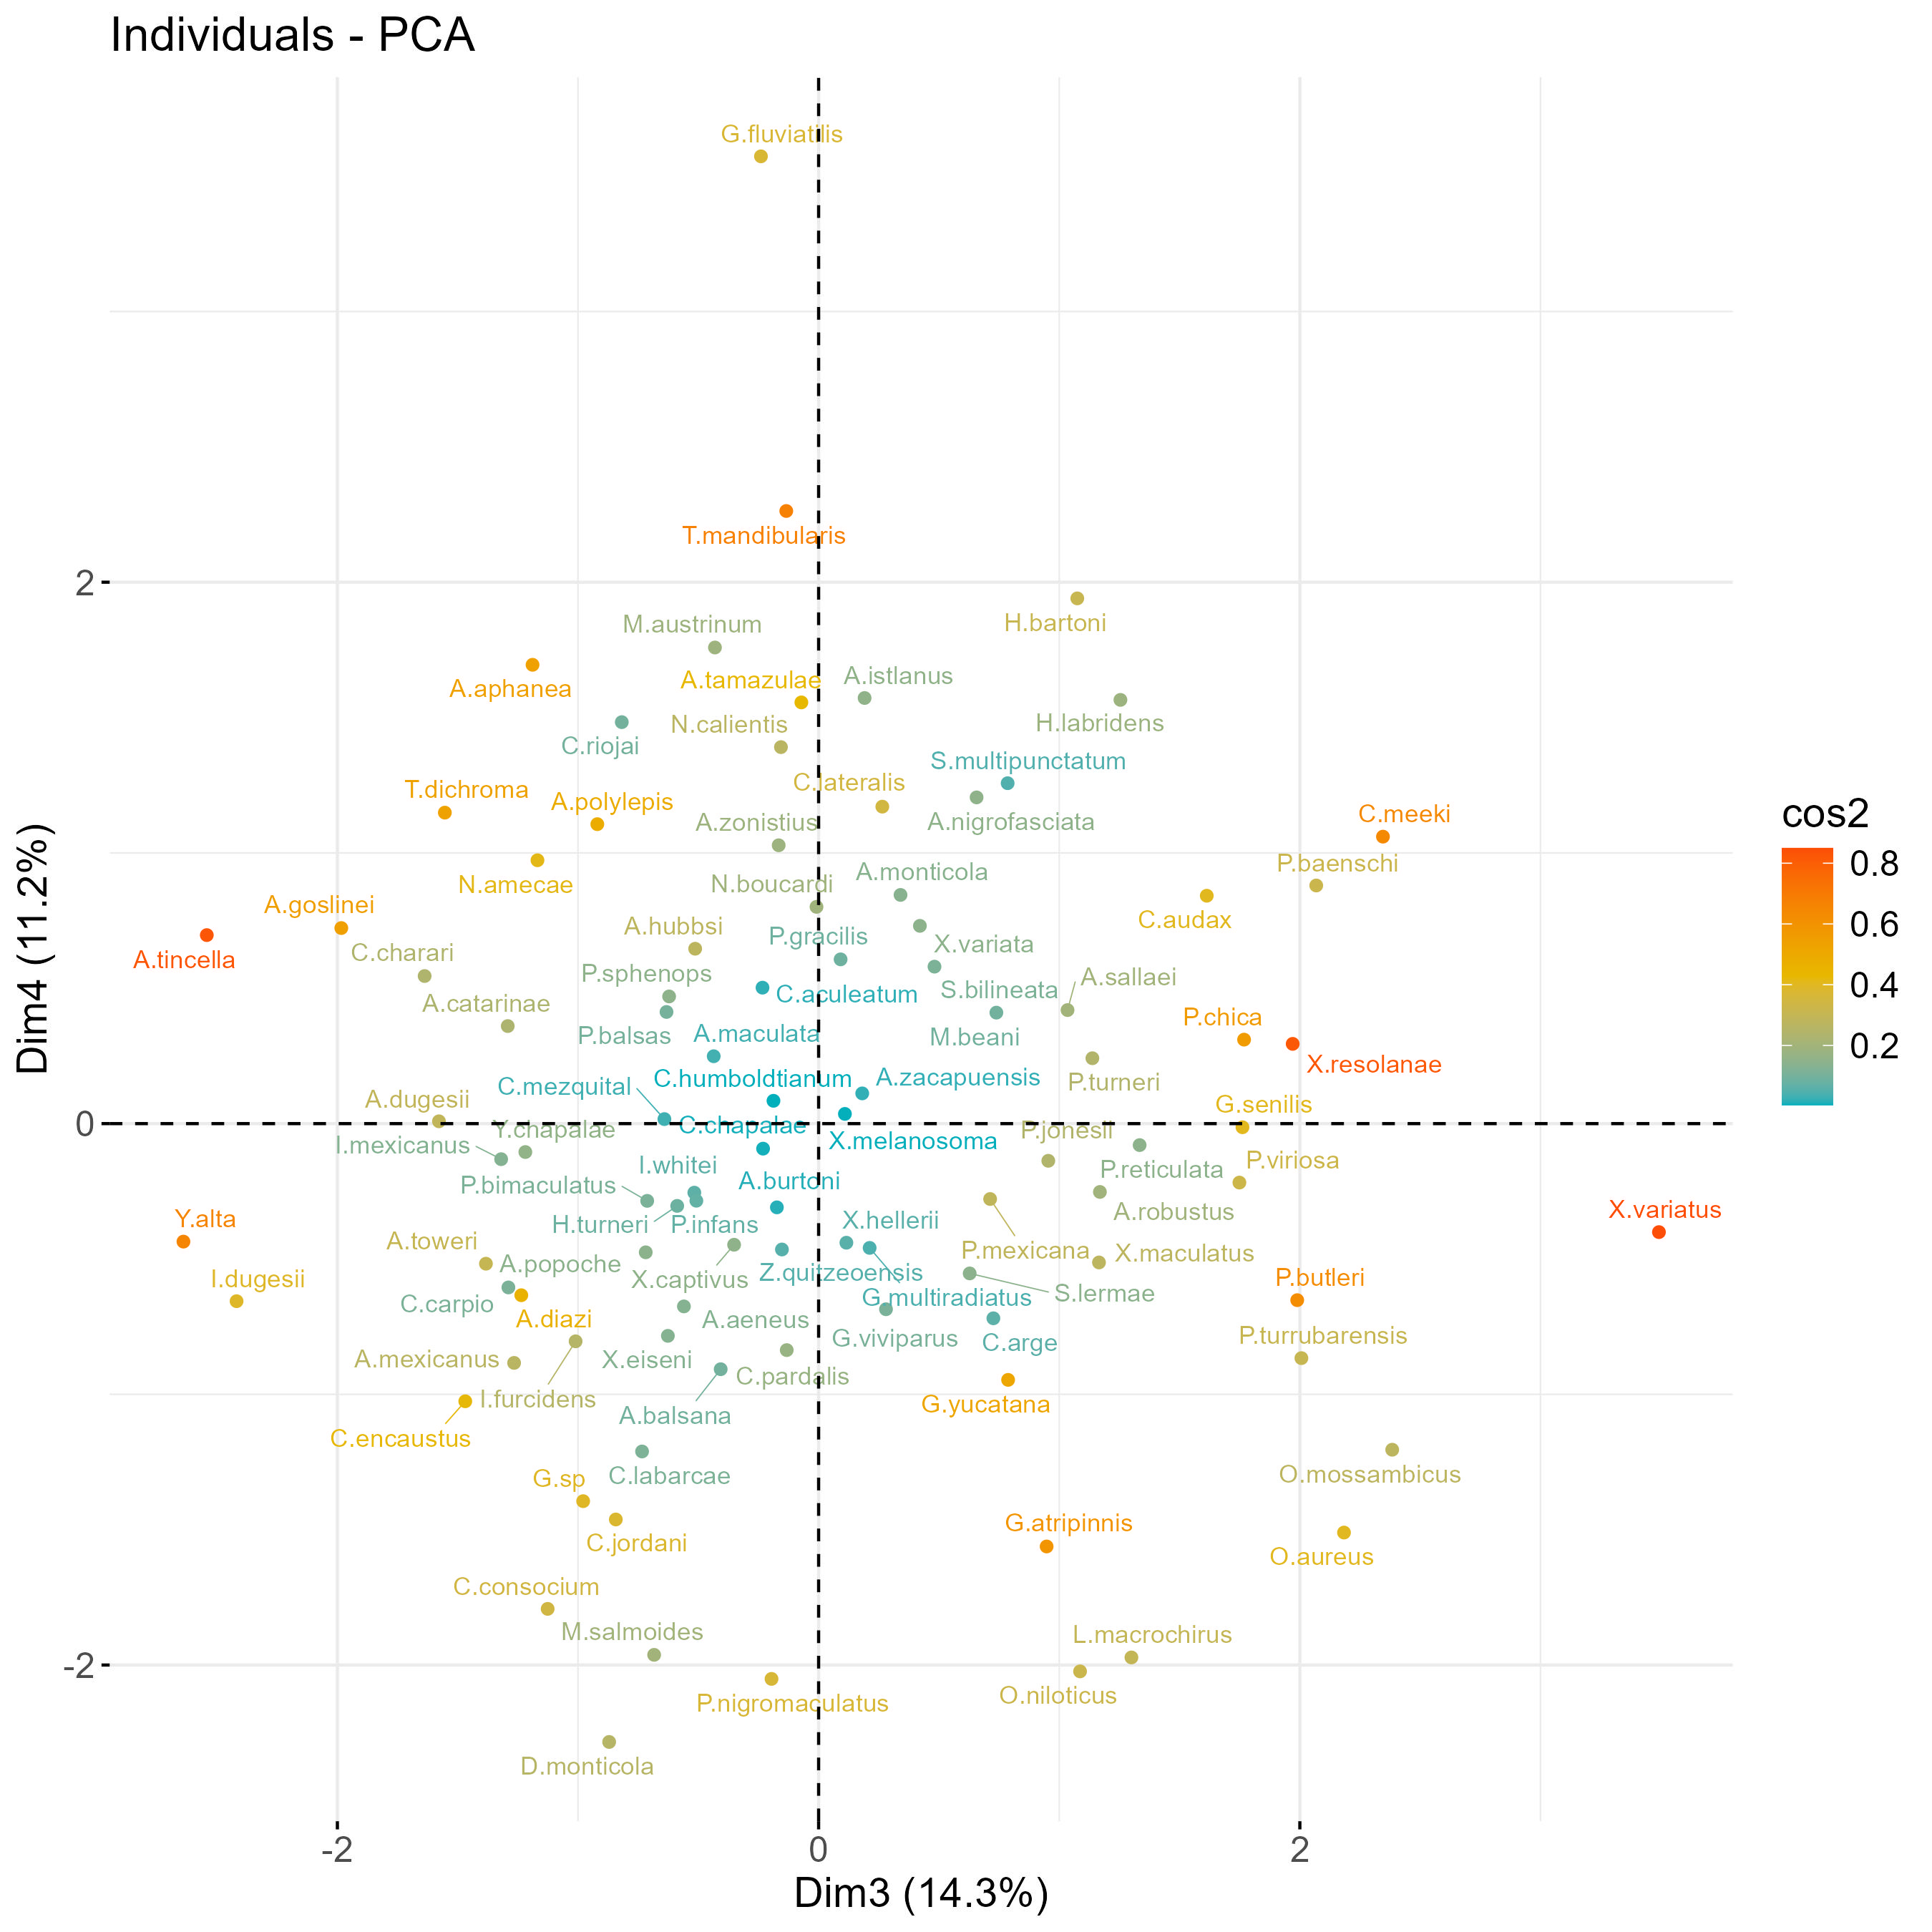 Individuals - PCA
G.fluviatilis
T.mandibularis
H.bartoni
M.austrinum
A.istlanus
A.tamazulae
A.aphanea
H.labridens
N.calientis
C.riojai
S.multipunctatum
C.lateralis
T.dichroma
A.polylepis
C.meeki
A.nigrofasciata
A.zonistius
P.baenschi
A.monticola
N.boucardi
N.amecae
A.goslinei
C.audax
A.hubbsi
P.gracilis
X.variata
C.charari
A.tincella
P.sphenops
A.sallaei
S.bilineata
C.aculeatum
A.catarinae
P.chica
A.maculata
P.balsas
M.beani
X.resolanae
C.humboldtianum
A.zacapuensis
P.turneri
C.mezquital
A.dugesii
G.senilis
C.chapalae
Y.chapalae
P.jonesii
X.melanosoma
I.mexicanus
P.viriosa
I.whitei
P.reticulata
A.burtoni
P.bimaculatus
X.variatus
A.robustus
Y.alta
X.hellerii
H.turneri
P.infans
A.toweri
P.mexicana
X.maculatus
A.popoche
Z.quitzeoensis
I.dugesii
X.captivus
P.butleri
S.lermae
G.multiradiatus
C.carpio
A.diazi
A.aeneus
P.turrubarensis
G.viviparus
C.arge
A.mexicanus
X.eiseni
C.pardalis
I.furcidens
G.yucatana
A.balsana
C.encaustus
C.labarcae
O.mossambicus
G.sp
G.atripinnis
C.jordani
O.aureus
C.consocium
M.salmoides
L.macrochirus
O.niloticus
P.nigromaculatus
D.monticola
2
0
-2
Dim4 (11.2%)
-2
0
2
Dim3 (14.3%)
cos2
0.8
0.6
0.4
0.2